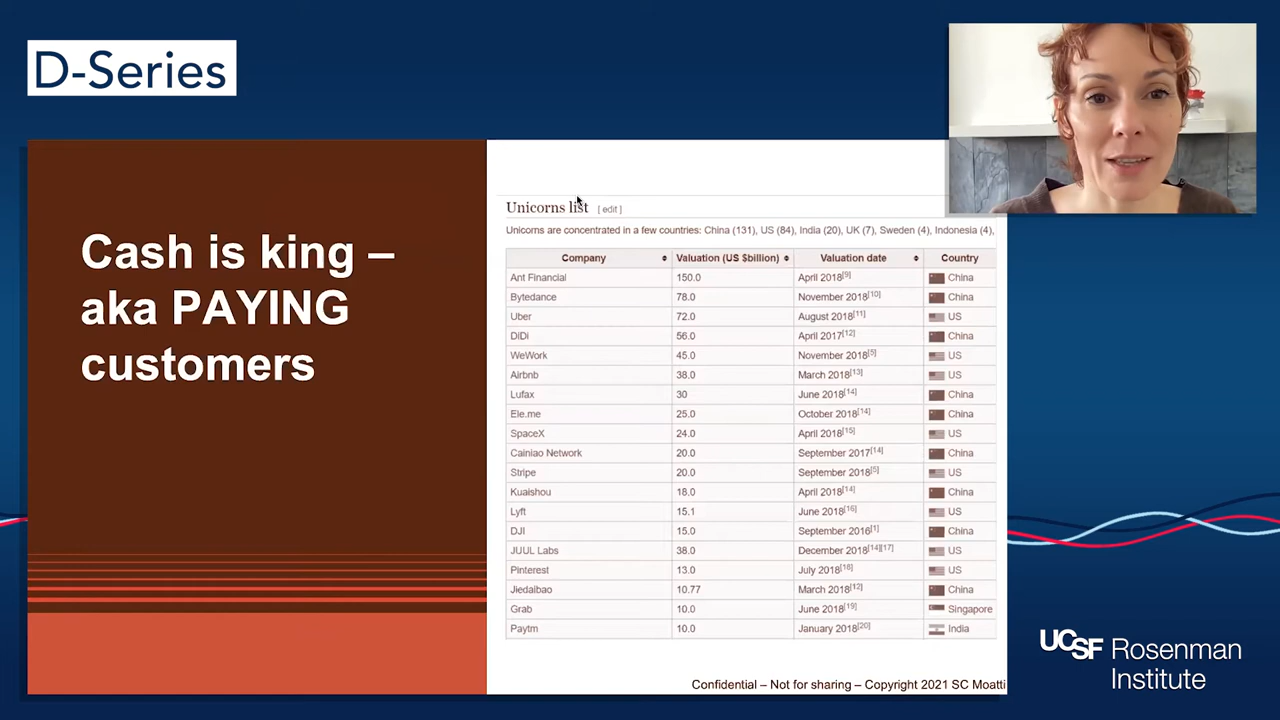 D-Series
Cash is king –
aka PAYING
customers
Unicorns list [ edit ]
Unicorns are concentrated in a few countries: China (131), US (84), India (20), UK (7), Sweden (4), Indonesia (4),
Company Valuation (US $billion) Valuation date Country
Ant Financial 150.0 April 2018[9] China
Bytedance 78.0 November 2018[10] China
Uber 72.0 August 2018[11] US
DiDi 56.0 April 2017[12] China
WeWork 45.0 November 2018[5] US
Airbnb 38.0 March 2018[13] US
Lufax 30 June 2018[14] China
Ele.me 25.0 October 2018[14] China
SpaceX 24.0 April 2018[15] US
Cainiao Network 20.0 September 2017[14] China
Stripe 20.0 September 2018[5] US
Kuaishou 18.0 April 2018[14] China
Lyft 15.1 June 2018[16] US
DJI 15.0 September 2016[1] China
JUUL Labs 38.0 December 2018[14][17] US
Pinterest 13.0 July 2018[18] US
Jiedaibao 10.77 March 2018[12] China
Grab 10.0 June 2018[19] Singapore
Paytm 10.0 January 2018[20] India
Confidential – Not for sharing – Copyright 2021 SC Moatti
UCSF Rosenman
Institute